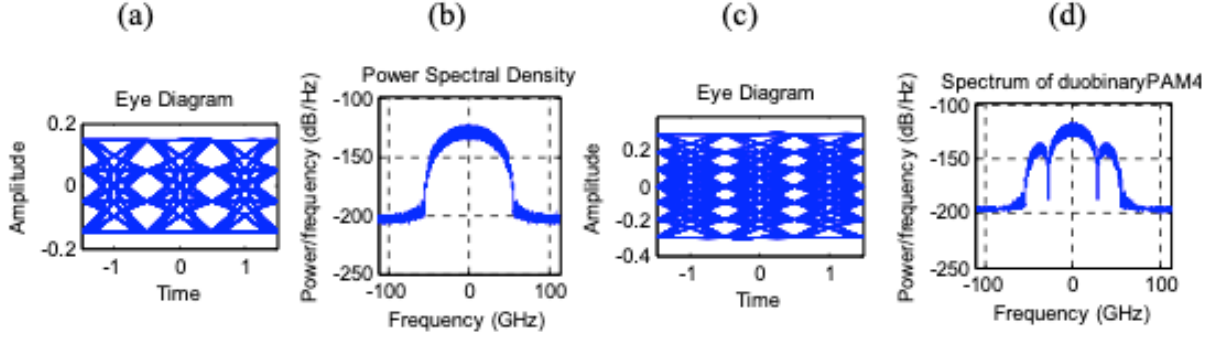 (a) (b) (c) (d)
Eye Diagram
Amplitude
0.2
0
-0.2
-1 0 1
Time
Power Spectral Density
Power/frequency (dB/Hz)
-100
-150
-200
-250
-100 0 100
Frequency (GHz)
Eye Diagram
Amplitude
0.2
0
-0.2
-0.4
-1 0 1
Time
Spectrum of duobinaryPAM4
Power/frequency (dB/Hz)
-100
-150
-200
-250
-100 0 100
Frequency (GHz)